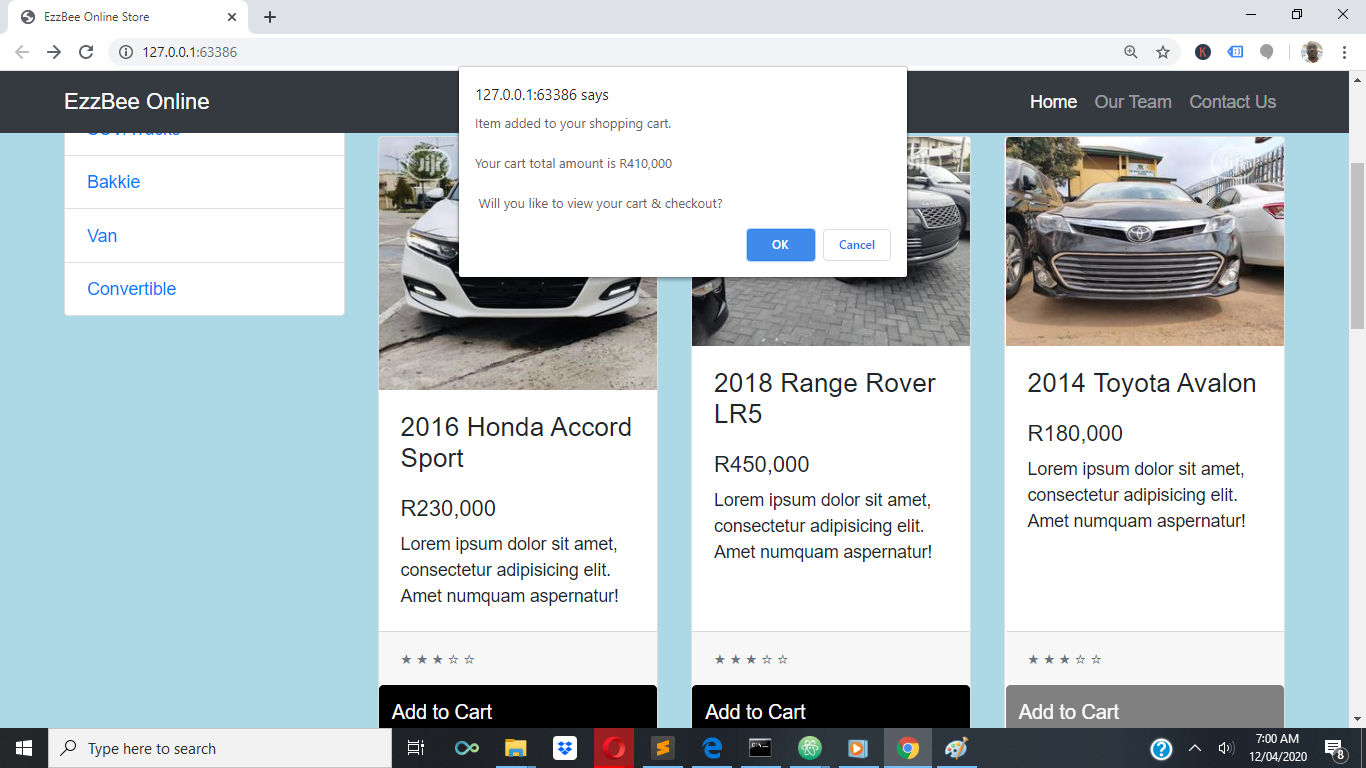 EzzBee Online Store
127.0.0.1:63386
K
EzzBee Online
Home Our Team Contact Us
127.0.0.1:63386 says
Item added to your shopping cart.
Your cart total amount is R410,000
Will you like to view your cart & checkout?
OK Cancel
SUV/Trucks
Bakkie
Van
Convertible
Jiji
2016 Honda Accord
Sport
R230,000
Lorem ipsum dolor sit amet,
consectetur adipisicing elit.
Amet numquam aspernatur!
★ ★ ★ ☆ ☆
Add to Cart
2018 Range Rover
LR5
R450,000
Lorem ipsum dolor sit amet,
consectetur adipisicing elit.
Amet numquam aspernatur!
★ ★ ★ ☆ ☆
Add to Cart
2014 Toyota Avalon
R180,000
Lorem ipsum dolor sit amet,
consectetur adipisicing elit.
Amet numquam aspernatur!
★ ★ ★ ☆ ☆
Add to Cart
Type here to search
7:00 AM
12/04/2020
8